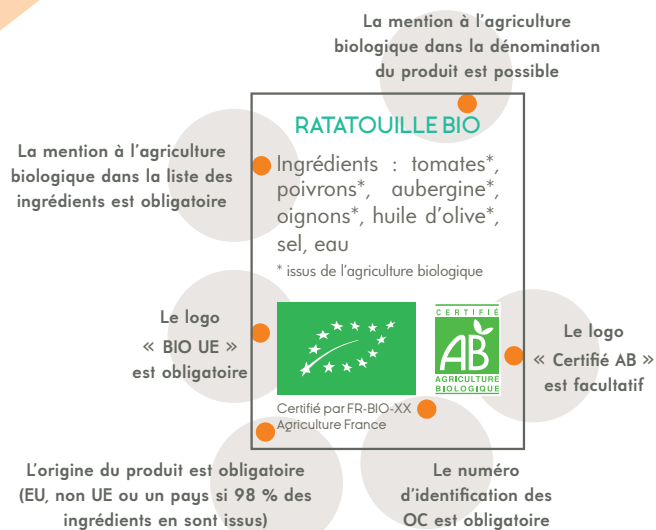 La mention à l'agriculture
biologique dans la dénomination
du produit est possible
RATATOUILLE BIO
La mention à l'agriculture
biologique dans la liste des
ingrédients est obligatoire
Ingrédients : tomates*,
poivrons*, aubergine*,
oignons*, huile d'olive*,
sel, eau
* issus de l'agriculture biologique
Le logo
« BIO UE »
est obligatoire
CERTIFIÉ
AB
AGRICULTURE
BIOLOGIQUE
Le logo
« Certifié AB »
est facultatif
Certifié par FR-BIO-XX
Agriculture France
L'origine du produit est obligatoire
(EU, non UE ou un pays si 98 % des
ingrédients en sont issus)
Le numéro
d'identification des
OC est obligatoire